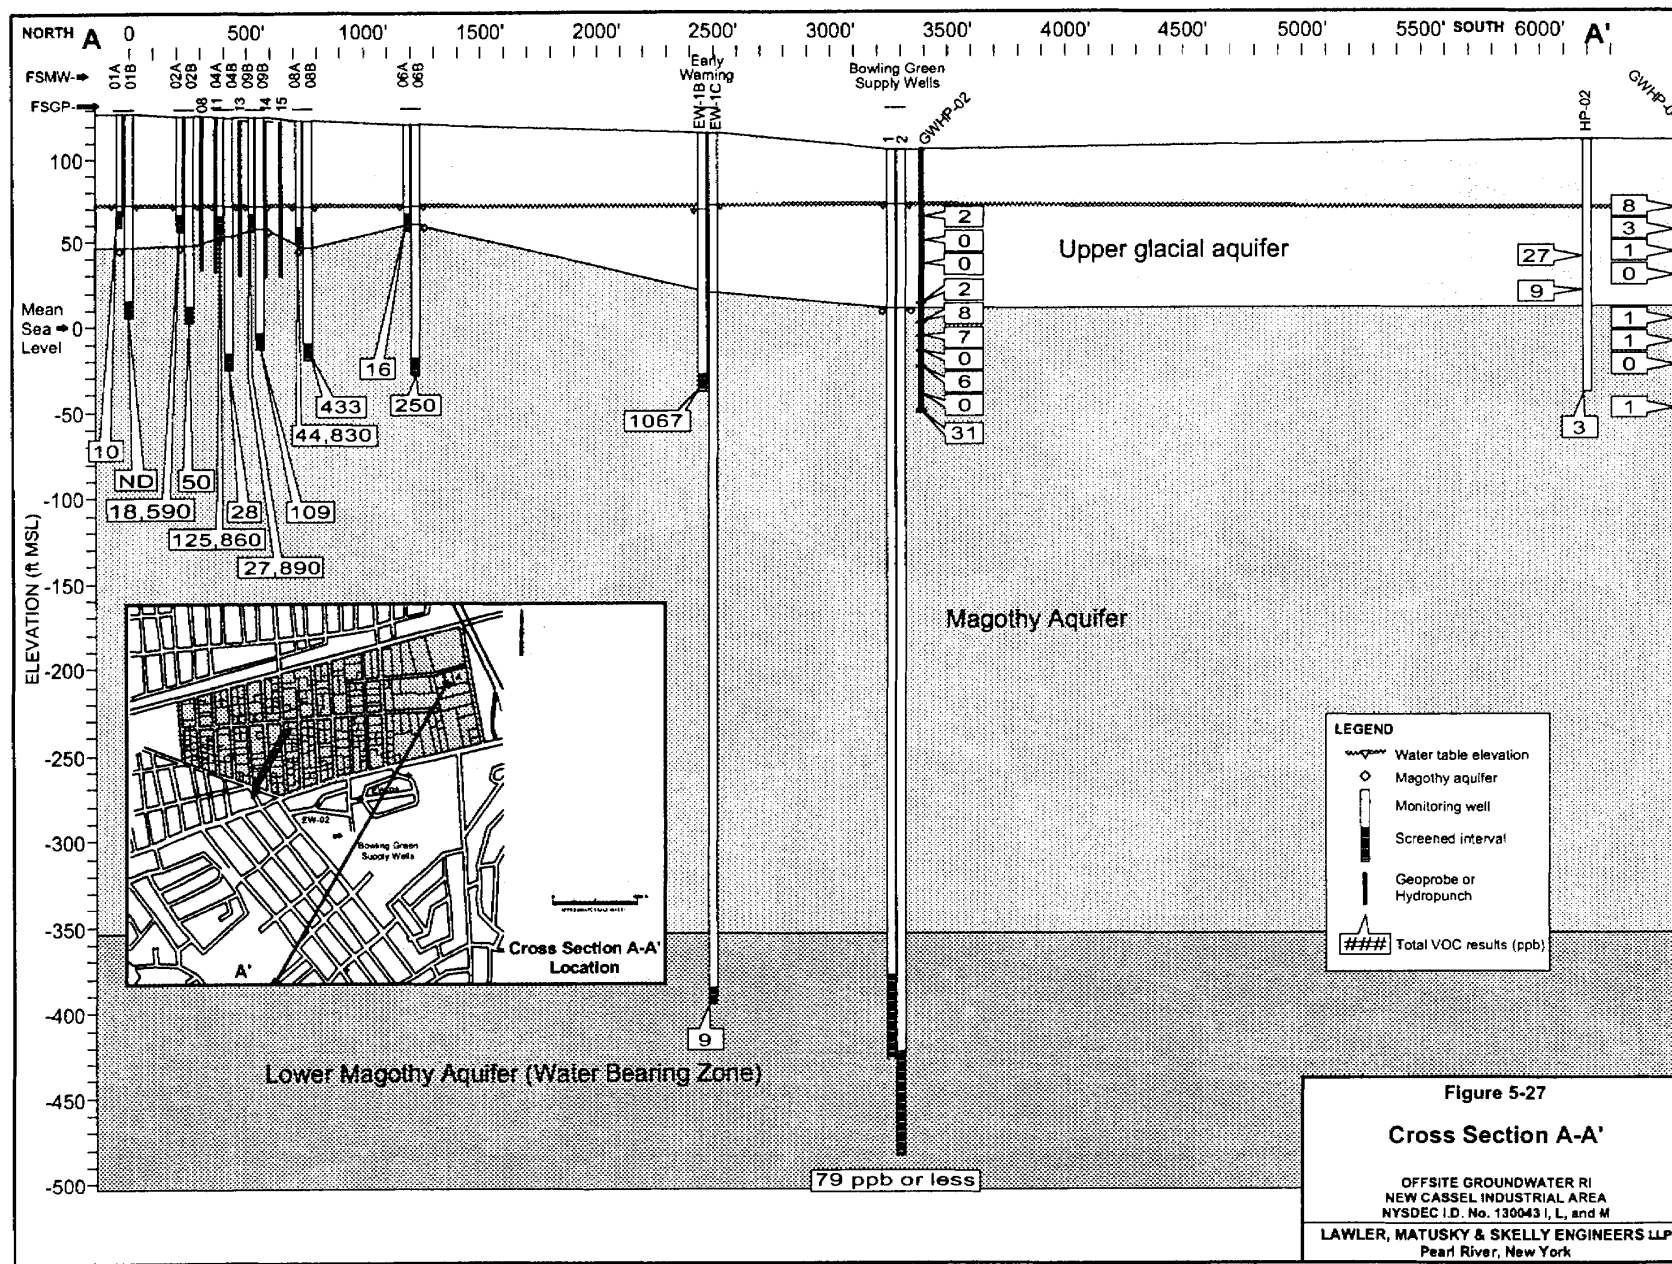 NORTH A 0 500' 1000' 1500' 2000' 2500' 3000' 3500' 4000' 4500' 5000' 5500' SOUTH 6000' A'
FSMW-
01A
01B
02A
02B
04A
04B
09B
09B
08A
08B
06A
06B
FSGP-
08
11
13
14
15
Early
Warning
EW-1B
EW-1C
Bowling Green
Supply Wells
1
2
GWHP-02
HP-02
GWHP-0
ELEVATION (ft MSL)
100
50
Mean
Sea 0
Level
-50
-100
-150
-200
-250
-300
-350
-400
-450
-500
10
ND
18,590
50
125,860
28
27,890
109
44,830
433
16
250
1067
9
79 ppb or less
2
0
0
2
8
7
0
6
0
31
27
9
3
8
3
1
0
1
1
0
1
Upper glacial aquifer
Magothy Aquifer
Lower Magothy Aquifer (Water Bearing Zone)
EW-02
Bowling Green
Supply Wells
A'
Cross Section A-A'
Location
LEGEND
Water table elevation
Magothy aquifer
Monitoring well
Screened interval
Geoprobe or
Hydropunch
### Total VOC results (ppb)
Figure 5-27
Cross Section A-A'
OFFSITE GROUNDWATER RI
NEW CASSEL INDUSTRIAL AREA
NYSDEC I.D. No. 130043 I, L, and M
LAWLER, MATUSKY & SKELLY ENGINEERS LLP
Pearl River, New York